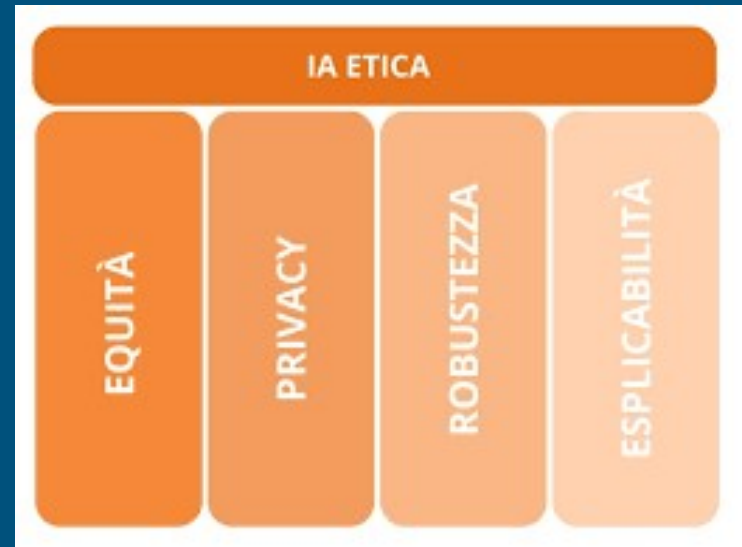 IA ETICA
EQUITÀ
PRIVACY
ROBUSTEZZA
ESPLICABILITÀ